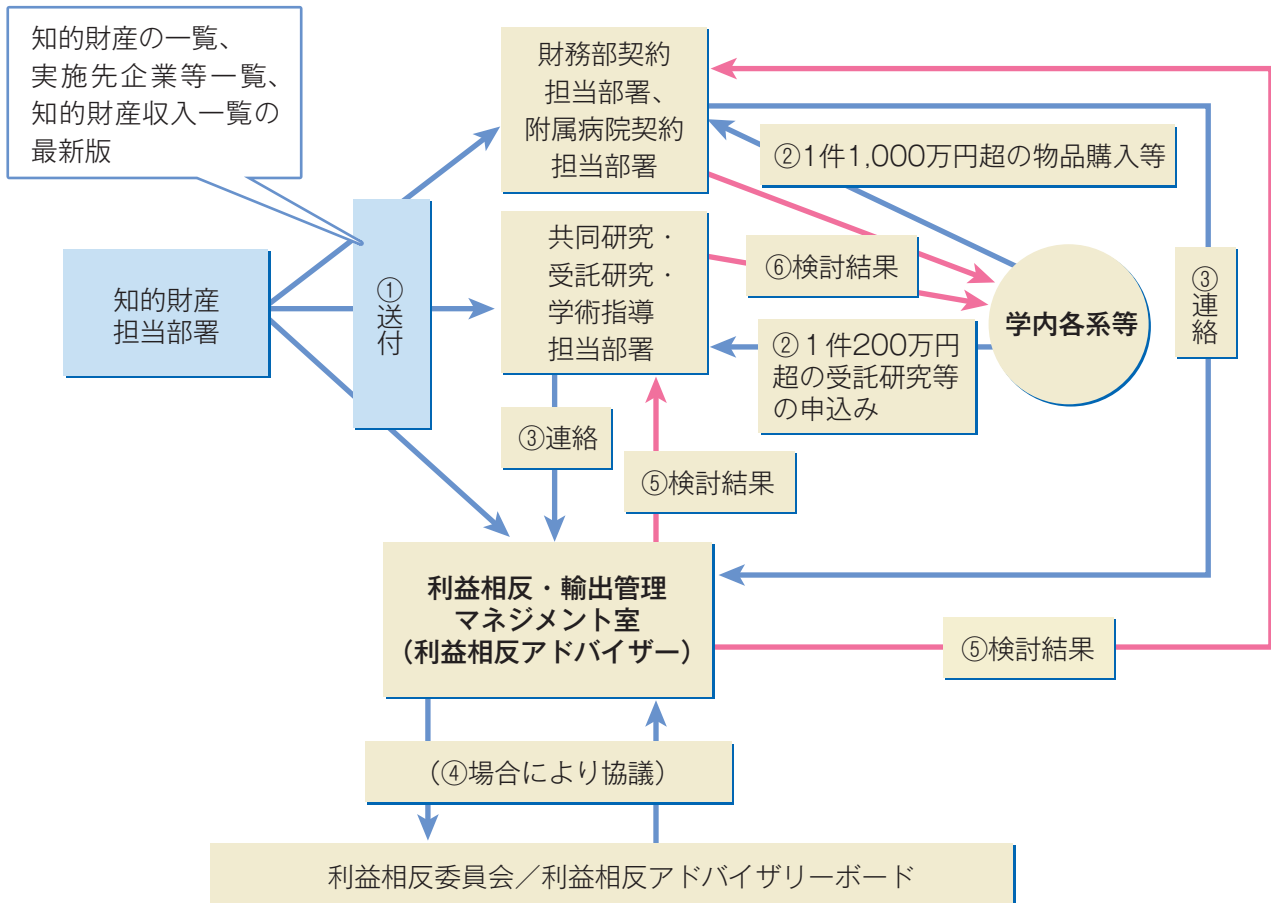 知的財産の一覧、
実施先企業等一覧、
知的財産収入一覧の
最新版
財務部契約
担当部署、
附属病院契約
担当部署
②1件1,000万円超の物品購入等
知的財産
担当部署
①送付
共同研究・
受託研究・
学術指導
担当部署
⑥検討結果
学内各系等
③連絡
②1件200万円
超の受託研究等
の申込み
③連絡
⑤検討結果
利益相反・輸出管理
マネジメント室
（利益相反アドバイザー）
⑤検討結果
（④場合により協議）
利益相反委員会／利益相反アドバイザリーボード